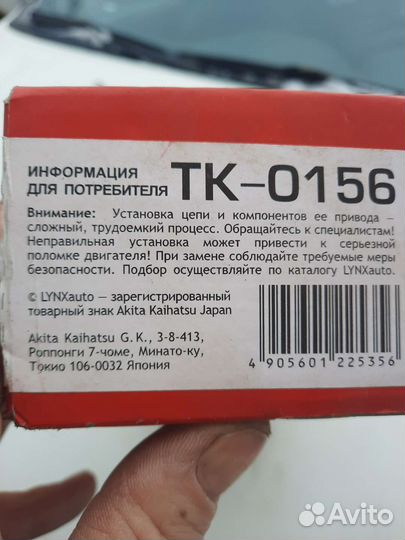 ИНФОРМАЦИЯ
ДЛЯ ПОТРЕБИТЕЛЯ TK-0156
Внимание: Установка цепи и компонентов ее привода –
сложный, трудоемкий процесс. Обращайтесь к специалистам!
Неправильная установка может привести к серьезной
поломке двигателя! При замене соблюдайте требуемые меры
безопасности. Подбор осуществляйте по каталогу LYNXauto.
© LYNXauto – зарегистрированный
товарный знак Akita Kaihatsu Japan
Akita Kaihatsu G.K., 3-8-413,
Роппонги 7-чоме, Минато-ку,
Токио 106-0032 Япония
4 905601 225356
Avito